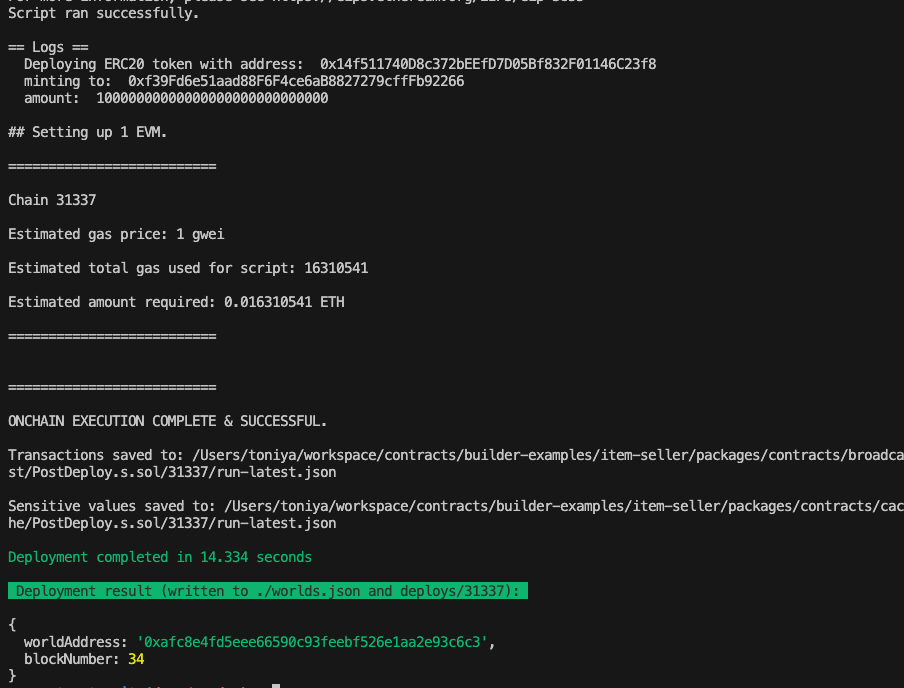 Script ran successfully.
== Logs ==
Deploying ERC20 token with address:  0x14f511740D8c372bEEfD7D05Bf832F01146C23f8
minting to:  0xf39Fd6e51aad88F6F4ce6aB8827279cffFb92266
amount:  10000000000000000000000000000
## Setting up 1 EVM.
==========================
Chain 31337
Estimated gas price: 1 gwei
Estimated total gas used for script: 16310541
Estimated amount required: 0.016310541 ETH
==========================
==========================
ONCHAIN EXECUTION COMPLETE & SUCCESSFUL.
Transactions saved to: /Users/toniya/workspace/contracts/builder-examples/item-seller/packages/contracts/broadca
st/PostDeploy.s.sol/31337/run-latest.json
Sensitive values saved to: /Users/toniya/workspace/contracts/builder-examples/item-seller/packages/contracts/cac
he/PostDeploy.s.sol/31337/run-latest.json
Deployment completed in 14.334 seconds
Deployment result (written to ./worlds.json and deploys/31337):
{
worldAddress: '0xafc8e4fd5eee66590c93feebf526e1aa2e93c6c3',
blockNumber: 34
}